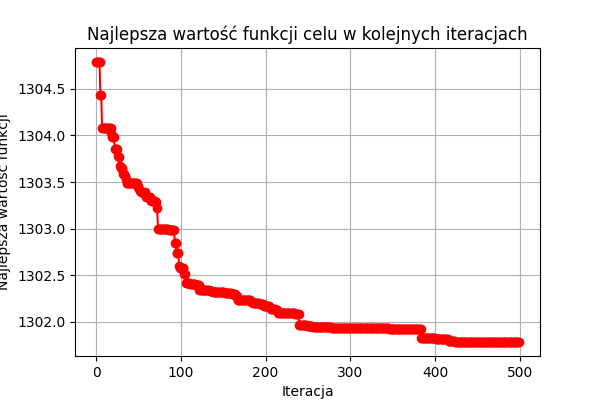 Najlepsza wartość funkcji celu w kolejnych iteracjach
Najlepsza wartość funkcji
1304.5
1304.0
1303.5
1303.0
1302.5
1302.0
0 100 200 300 400 500
Iteracja